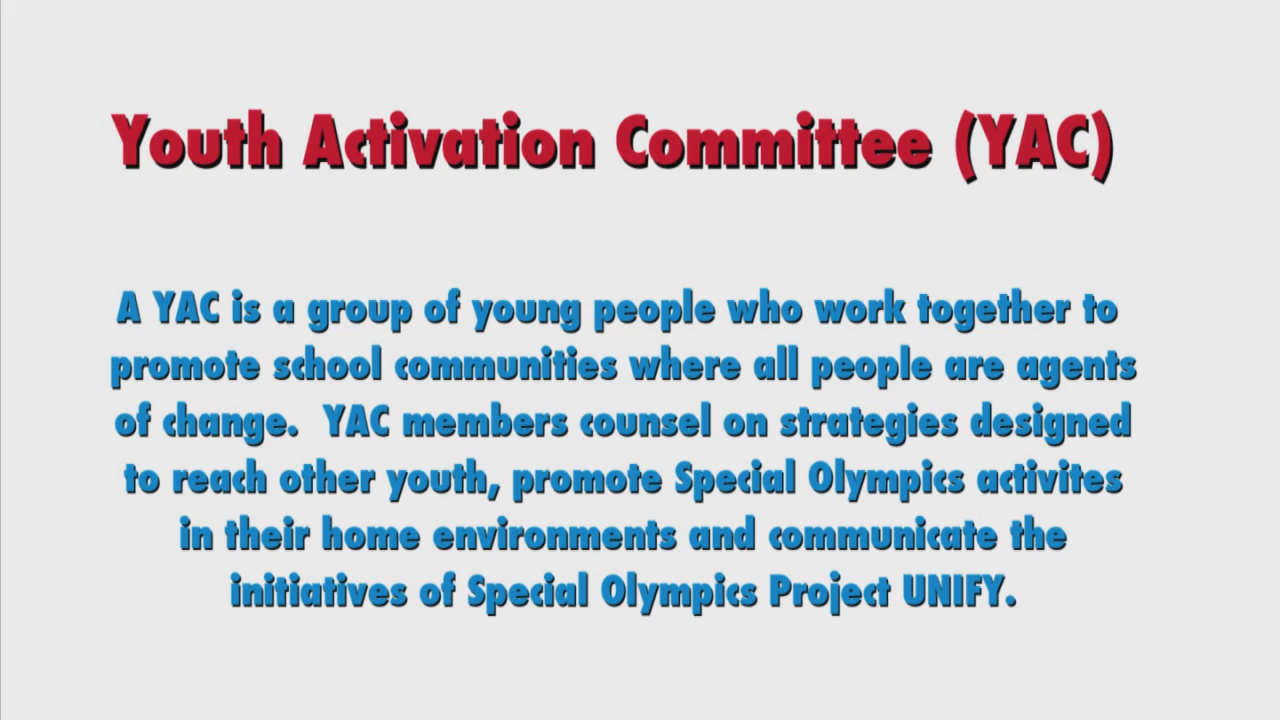 Youth Activation Committee (YAC)
A YAC is a group of young people who work together to
promote school communities where all people are agents
of change.  YAC members counsel on strategies designed
to reach other youth, promote Special Olympics activites
in their home environments and communicate the
initiatives of Special Olympics Project UNIFY.